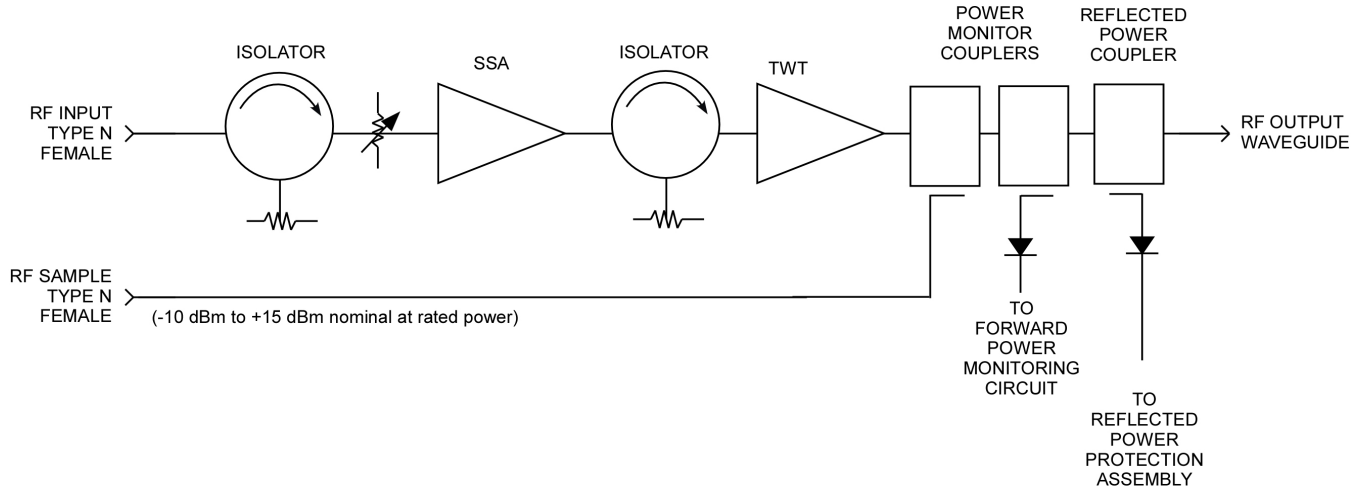 POWER
MONITOR
COUPLERS
REFLECTED
POWER
COUPLER
ISOLATOR
SSA
ISOLATOR
TWT
RF INPUT
TYPE N
FEMALE
RF OUTPUT
WAVEGUIDE
RF SAMPLE
TYPE N
FEMALE
(-10 dBm to +15 dBm nominal at rated power)
TO
FORWARD
POWER
MONITORING
CIRCUIT
TO
REFLECTED
POWER
PROTECTION
ASSEMBLY